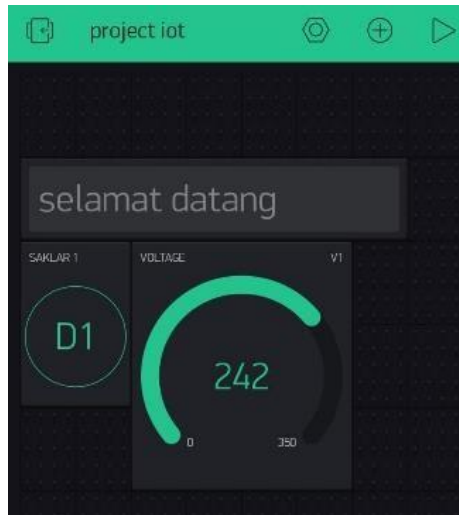 project iot
selamat datang
SAKLAR 1
D1
VOLTAGE V1
242
0 350